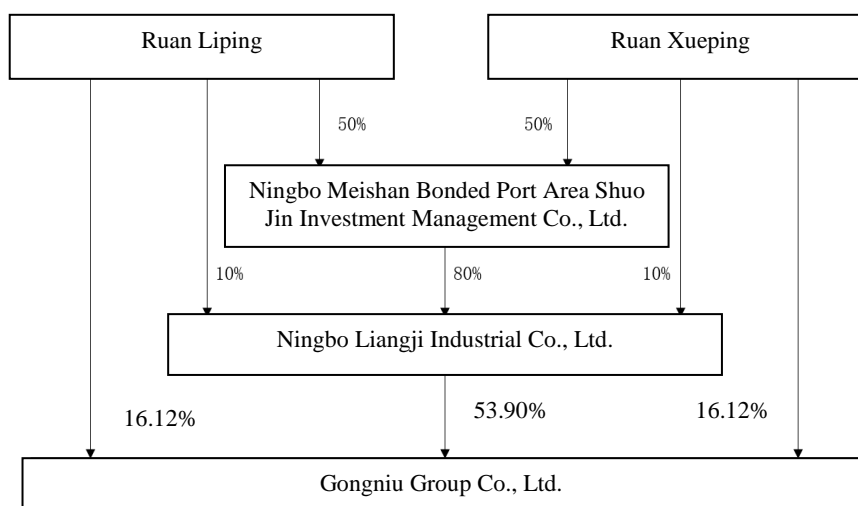 Ruan Liping
Ruan Xueping
50%
50%
Ningbo Meishan Bonded Port Area Shuo
Jin Investment Management Co., Ltd.
10%
80%
10%
Ningbo Liangji Industrial Co., Ltd.
16.12%
53.90%
16.12%
Gongniu Group Co., Ltd.